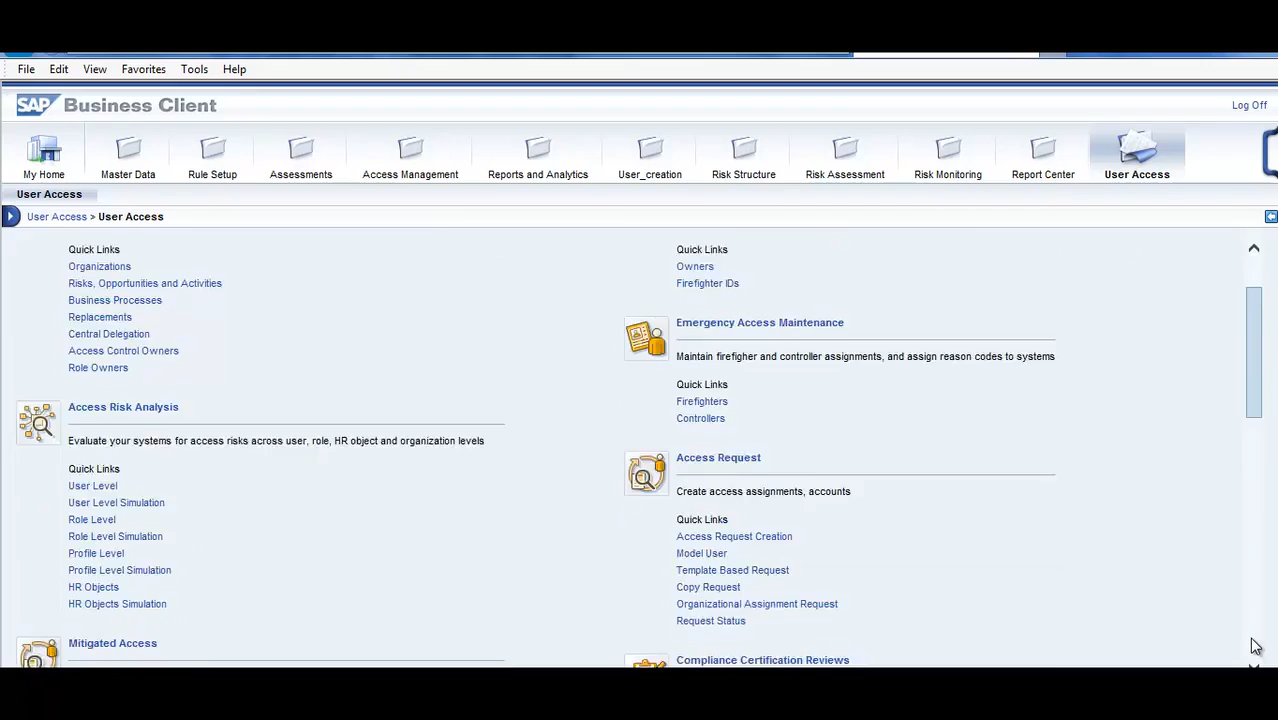 File Edit View Favorites Tools Help
SAP Business Client
Log Off
My Home Master Data Rule Setup Assessments Access Management Reports and Analytics User_creation Risk Structure Risk Assessment Risk Monitoring Report Center User Access
User Access
User Access > User Access
Quick Links
Organizations
Risks, Opportunities and Activities
Business Processes
Replacements
Central Delegation
Access Control Owners
Role Owners
Access Risk Analysis
Evaluate your systems for access risks across user, role, HR object and organization levels
Quick Links
User Level
User Level Simulation
Role Level
Role Level Simulation
Profile Level
Profile Level Simulation
HR Objects
HR Objects Simulation
Mitigated Access
Quick Links
Owners
Firefighter IDs
Emergency Access Maintenance
Maintain firefigher and controller assignments, and assign reason codes to systems
Quick Links
Firefighters
Controllers
Access Request
Create access assignments, accounts
Quick Links
Access Request Creation
Model User
Template Based Request
Copy Request
Organizational Assignment Request
Request Status
Compliance Certification Reviews